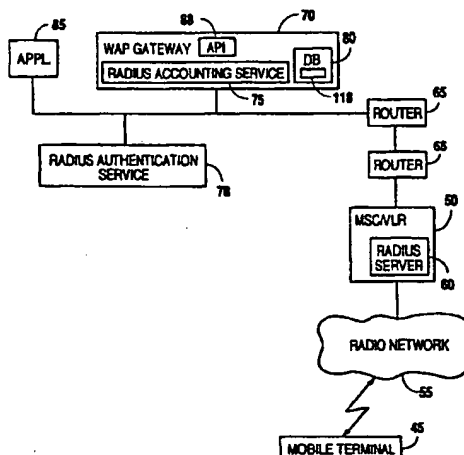 85
APPL.
88
70
WAP GATEWAY
API
80
DB
RADIUS ACCOUNTING SERVICE
75
118
65
ROUTER
RADIUS AUTHENTICATION
SERVICE
78
68
ROUTER
50
MSC/VLR
RADIUS
SERVER
60
RADIO NETWORK
55
45
MOBILE TERMINAL